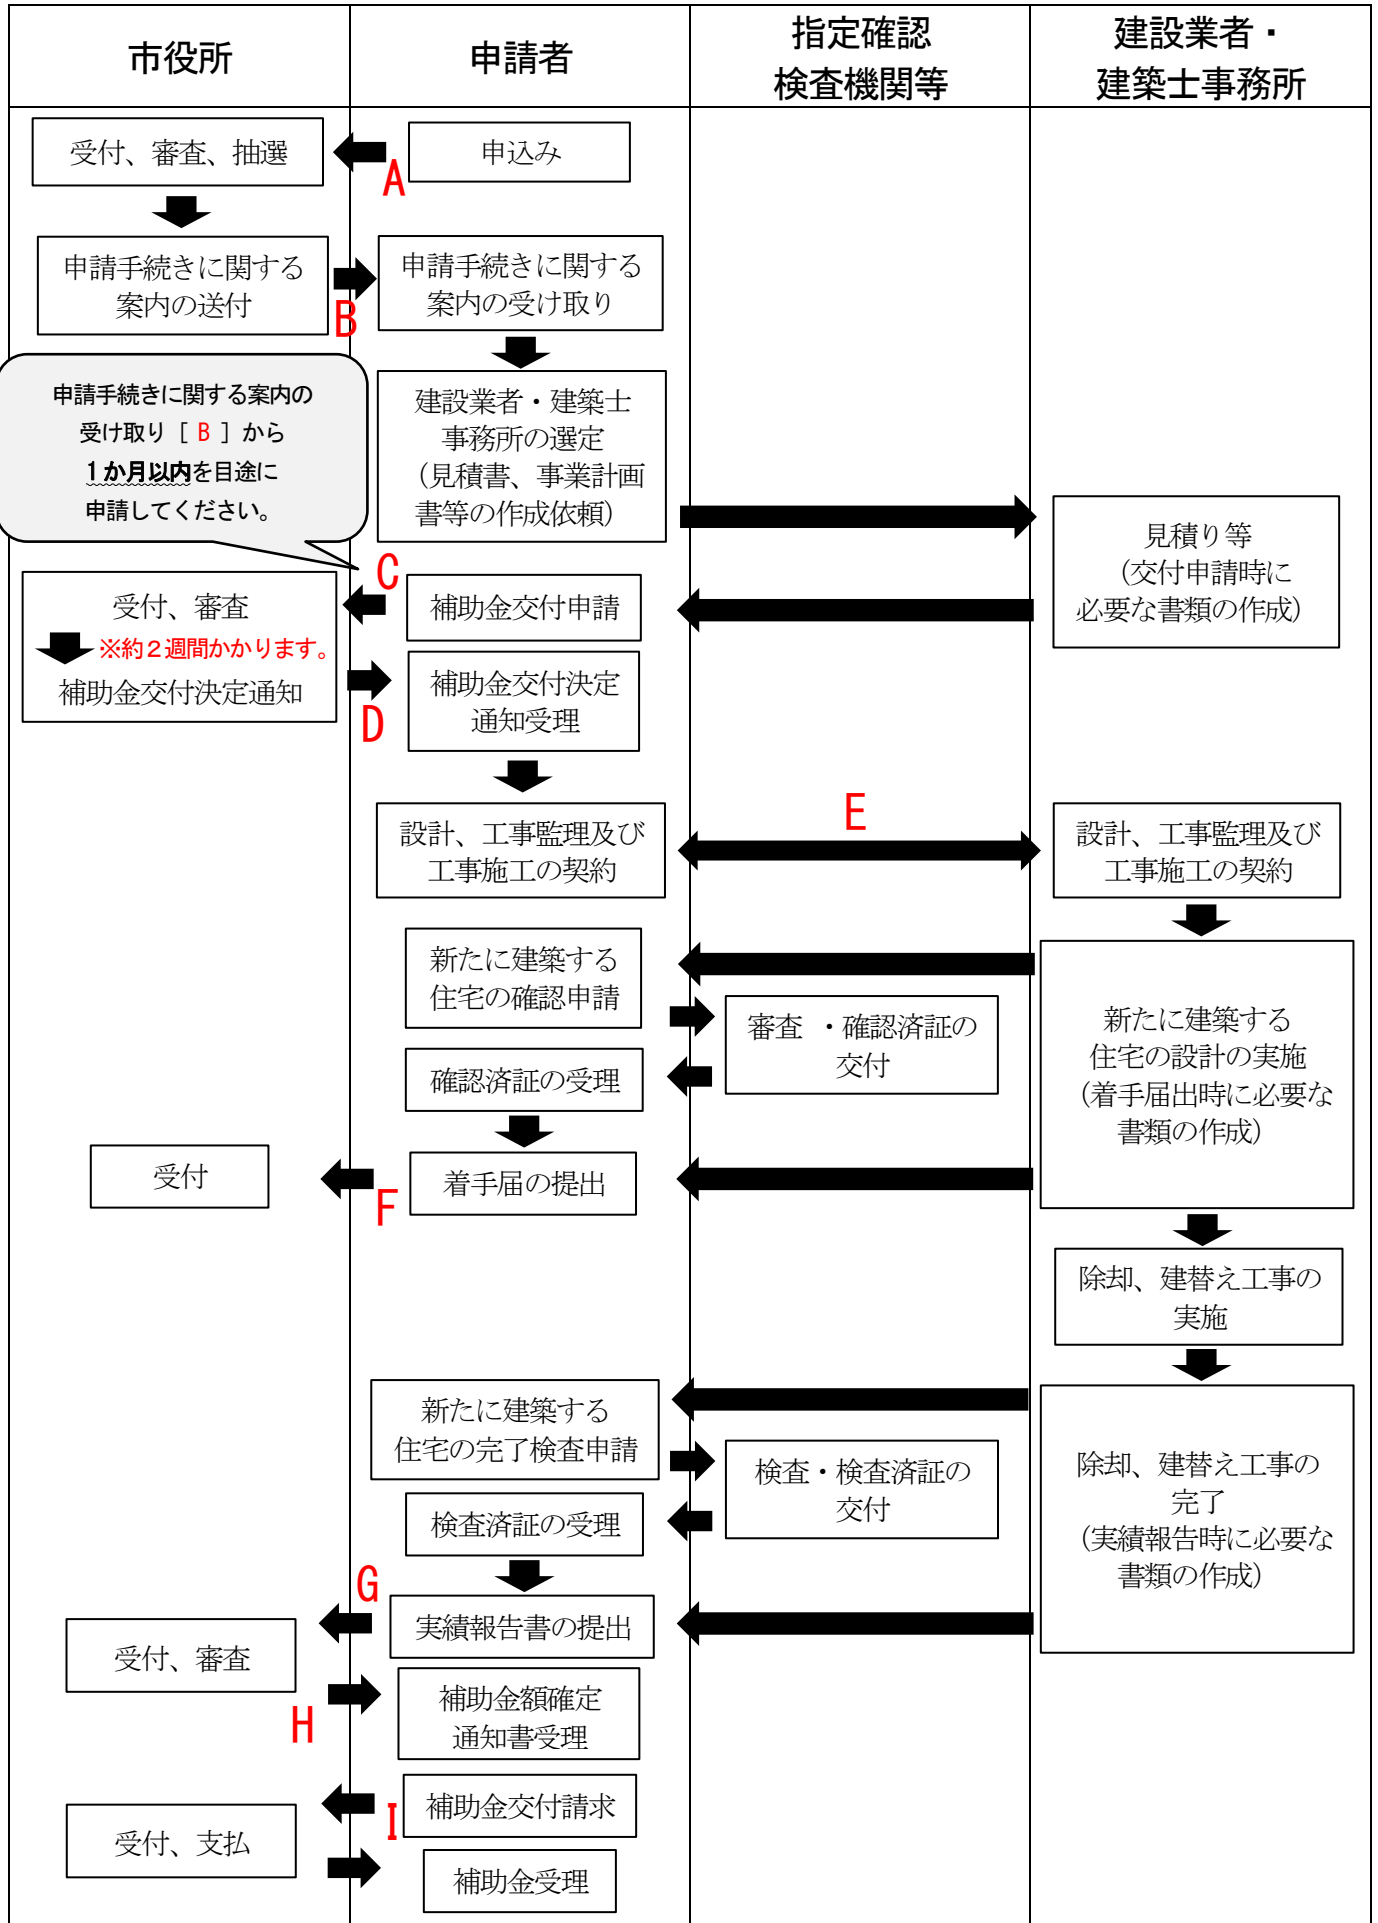 市役所
申請者
指定確認
検査機関等
建設業者・
建築士事務所
受付、審査、抽選
A
申込み
申請手続きに関する
案内の送付
B
申請手続きに関する
案内の受け取り
申請手続きに関する案内の
受け取り［ B ］から
1か月以内を目途に
申請してください。
建設業者・建築士
事務所の選定
（見積書、事業計画
書等の作成依頼）
見積り等
（交付申請時に
必要な書類の作成）
C
補助金交付申請
受付、審査
※約２週間かかります。
補助金交付決定通知
D
補助金交付決定
通知受理
設計、工事監理及び
工事施工の契約
E
設計、工事監理及び
工事施工の契約
新たに建築する
住宅の確認申請
審査 ・確認済証の
交付
新たに建築する
住宅の設計の実施
（着手届出時に必要な
書類の作成）
確認済証の受理
受付
F
着手届の提出
除却、建替え工事の
実施
新たに建築する
住宅の完了検査申請
検査・検査済証の
交付
除却、建替え工事の
完了
（実績報告時に必要な
書類の作成）
検査済証の受理
G
実績報告書の提出
受付、審査
H
補助金額確定
通知書受理
I
補助金交付請求
受付、支払
補助金受理